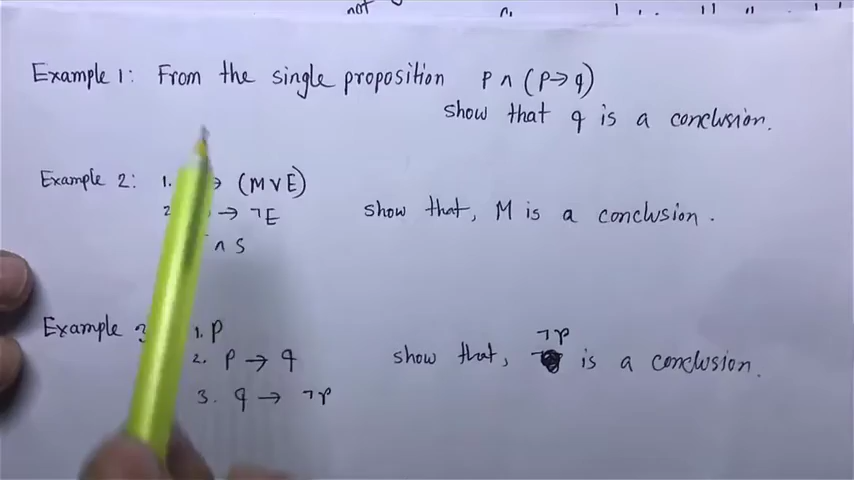 not
Example 1: From the single proposition p ∧ (p→q)
show that q is a conclusion.
Example 2: 1. → (M ∨ E)
2. → ¬E show that, M is a conclusion.
∧ S
Example 1. P ¬r
2. p → q show that, is a conclusion.
3. q → ¬r